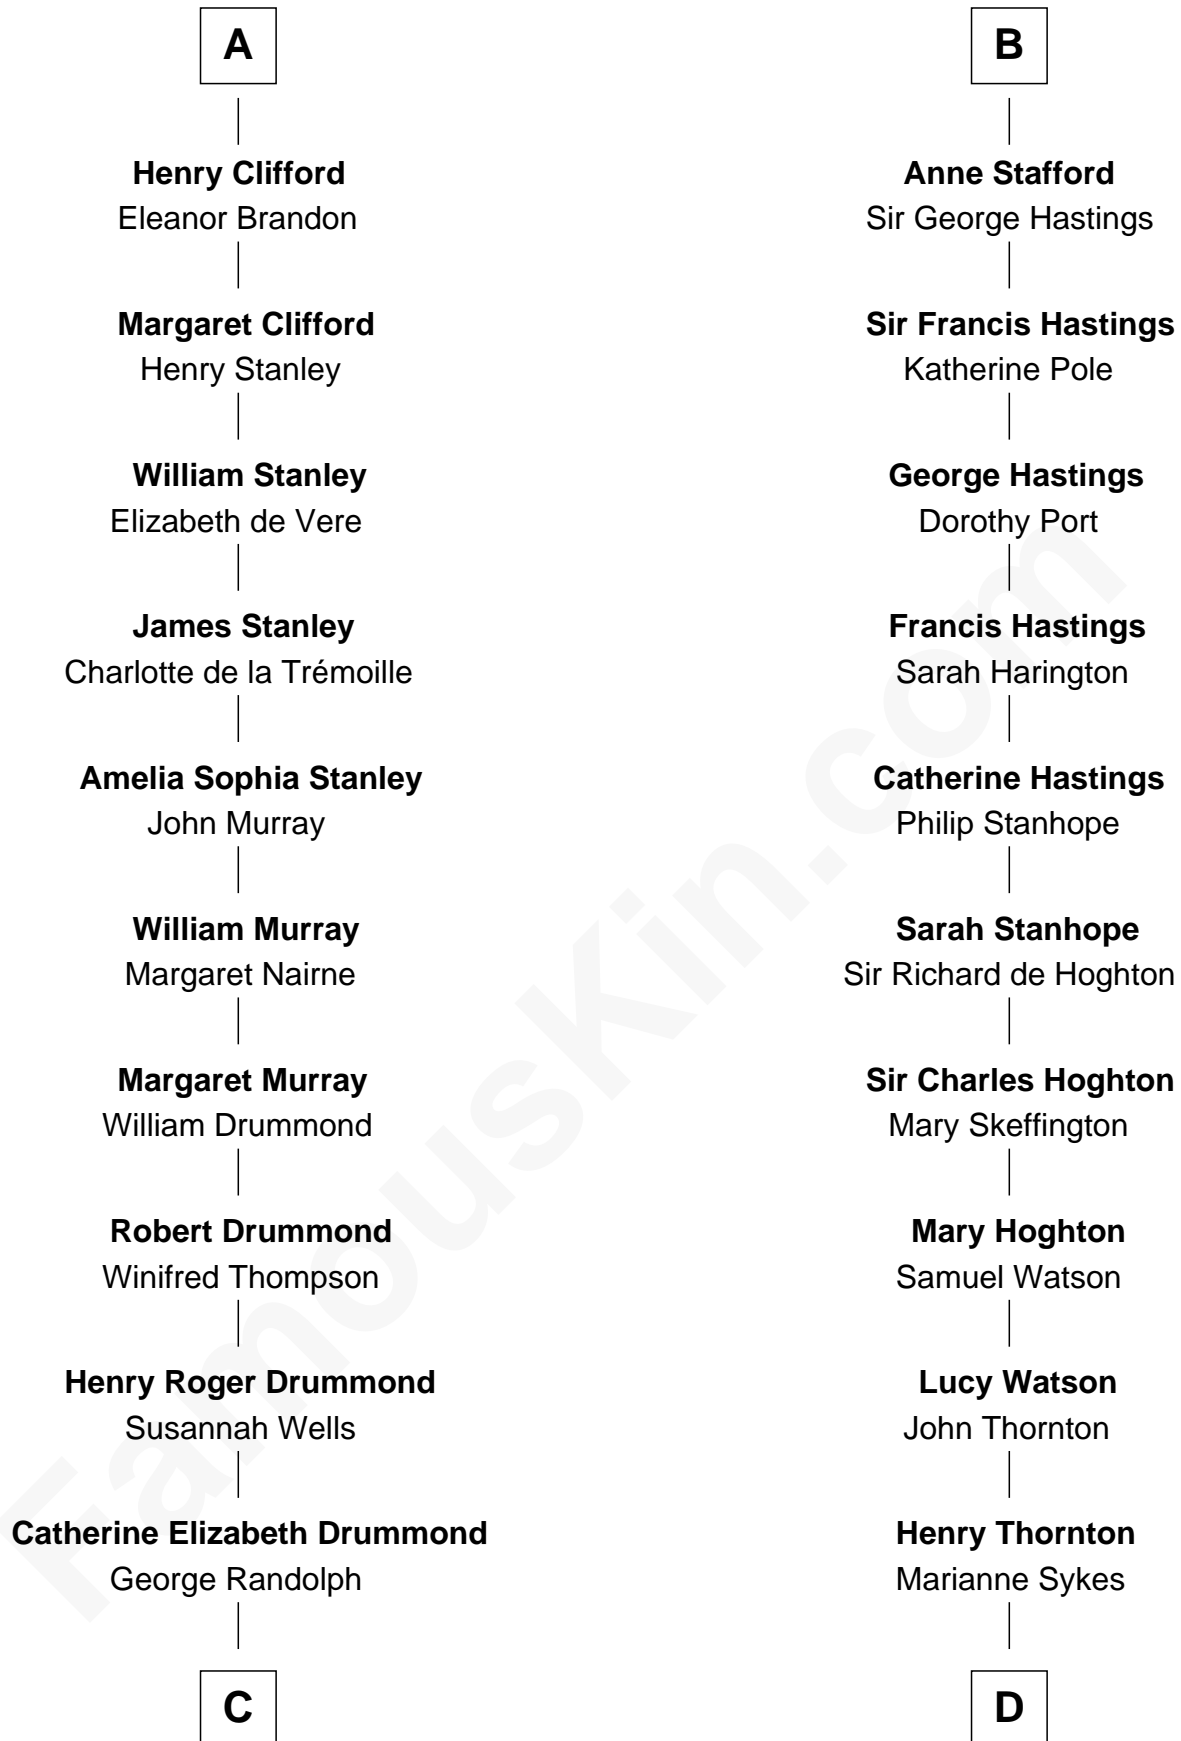 A
Henry Clifford
Eleanor Brandon
Margaret Clifford
Henry Stanley
William Stanley
Elizabeth de Vere
James Stanley
Charlotte de la Trémoille
Amelia Sophia Stanley
John Murray
William Murray
Margaret Nairne
Margaret Murray
William Drummond
Robert Drummond
Winifred Thompson
Henry Roger Drummond
Susannah Wells
Catherine Elizabeth Drummond
George Randolph
C
B
Anne Stafford
Sir George Hastings
Sir Francis Hastings
Katherine Pole
George Hastings
Dorothy Port
Francis Hastings
Sarah Harington
Catherine Hastings
Philip Stanhope
Sarah Stanhope
Sir Richard de Hoghton
Sir Charles Hoghton
Mary Skeffington
Mary Hoghton
Samuel Watson
Lucy Watson
John Thornton
Henry Thornton
Marianne Sykes
D
FamousKin.com